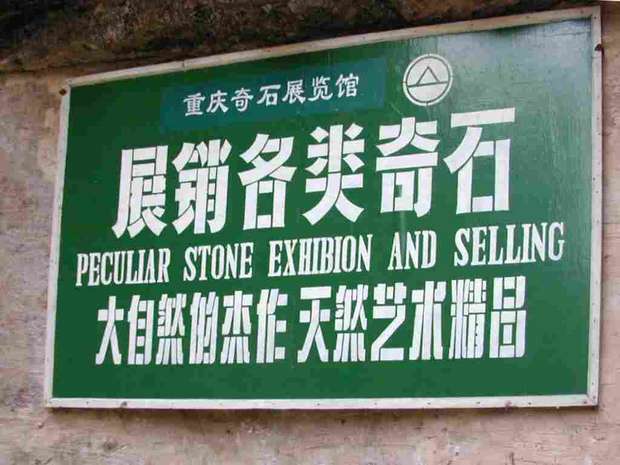 重庆奇石展览馆
展销各类奇石
PECULIAR STONE EXHIBION AND SELLING
大自然的杰作 天然艺术精品